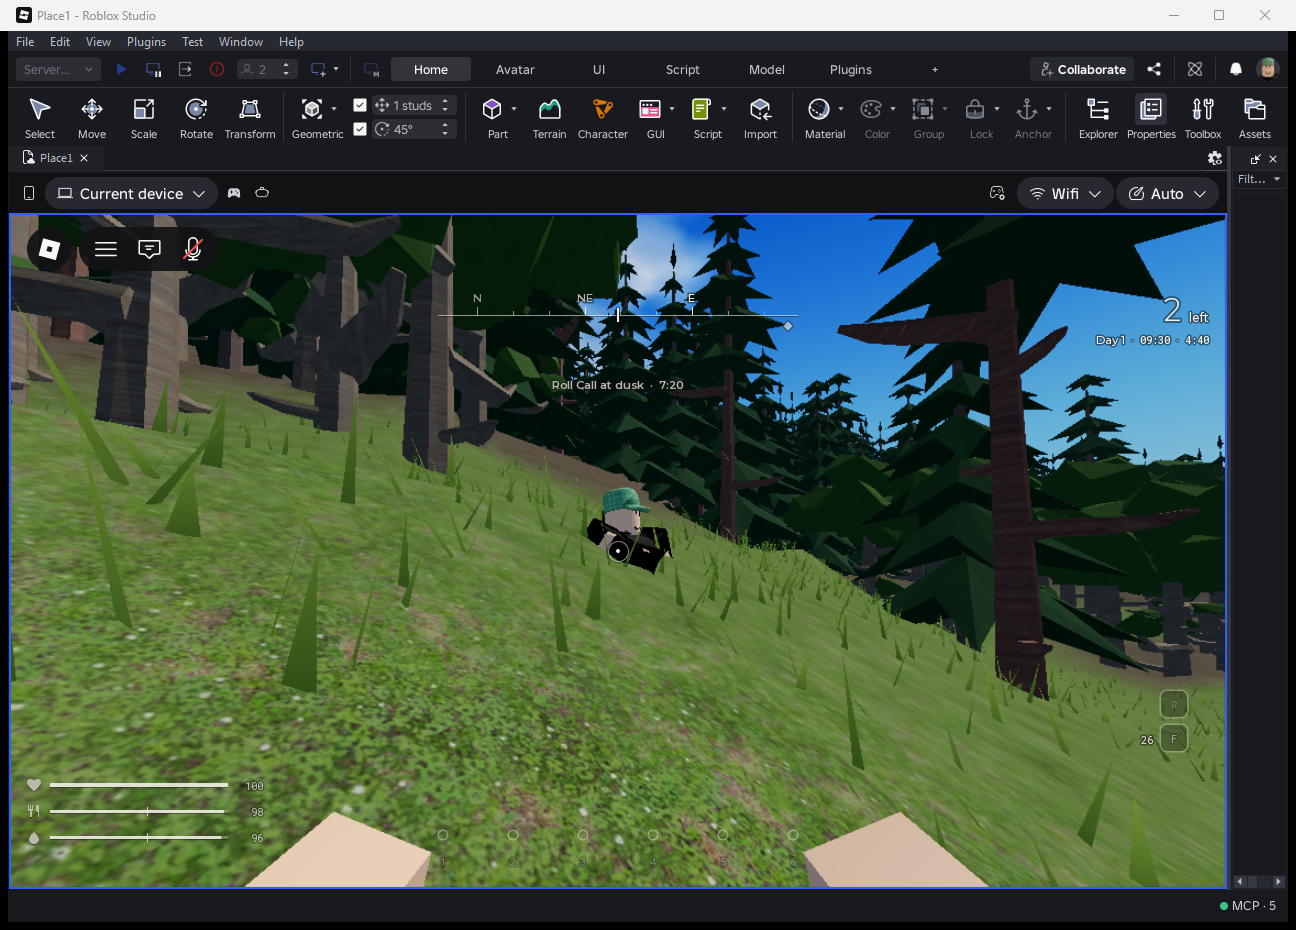 Place1 - Roblox Studio
File Edit View Plugins Test Window Help
Server... 2 Home Avatar UI Script Model Plugins + Collaborate
1 studs
45°
Select Move Scale Rotate Transform Geometric Part Terrain Character GUI Script Import Material Color Group Lock Anchor Explorer Properties Toolbox Assets
Place1
Filt...
Current device Wifi Auto
N NE E
2 left
Day 1 · 09:30 · 4:40
Roll Call at dusk · 7:20
R
26 F
100
98
96
1 2 3 4 5 6
MCP · 5